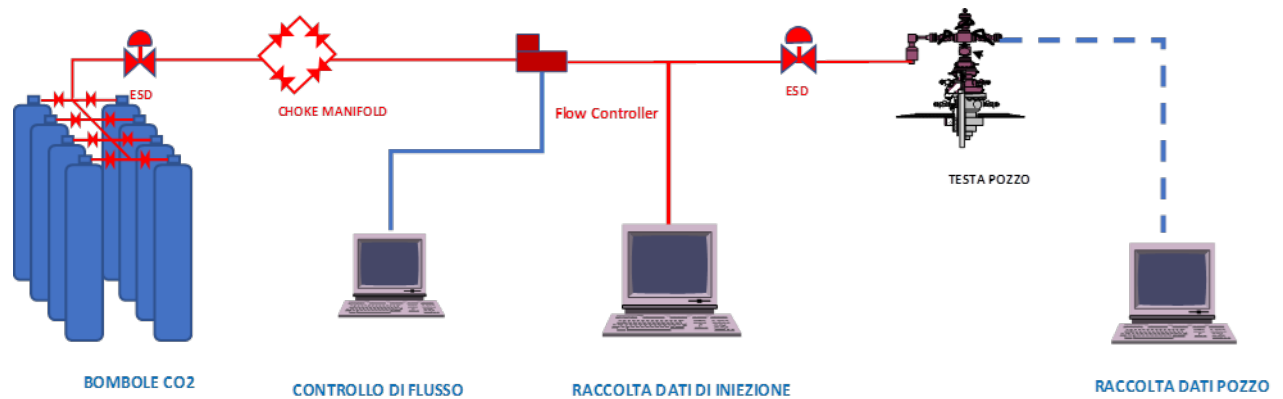 ESD
CHOKE MANIFOLD
Flow Controller
ESD
TESTA POZZO
BOMBOLE CO2
CONTROLLO DI FLUSSO
RACCOLTA DATI DI INIEZIONE
RACCOLTA DATI POZZO